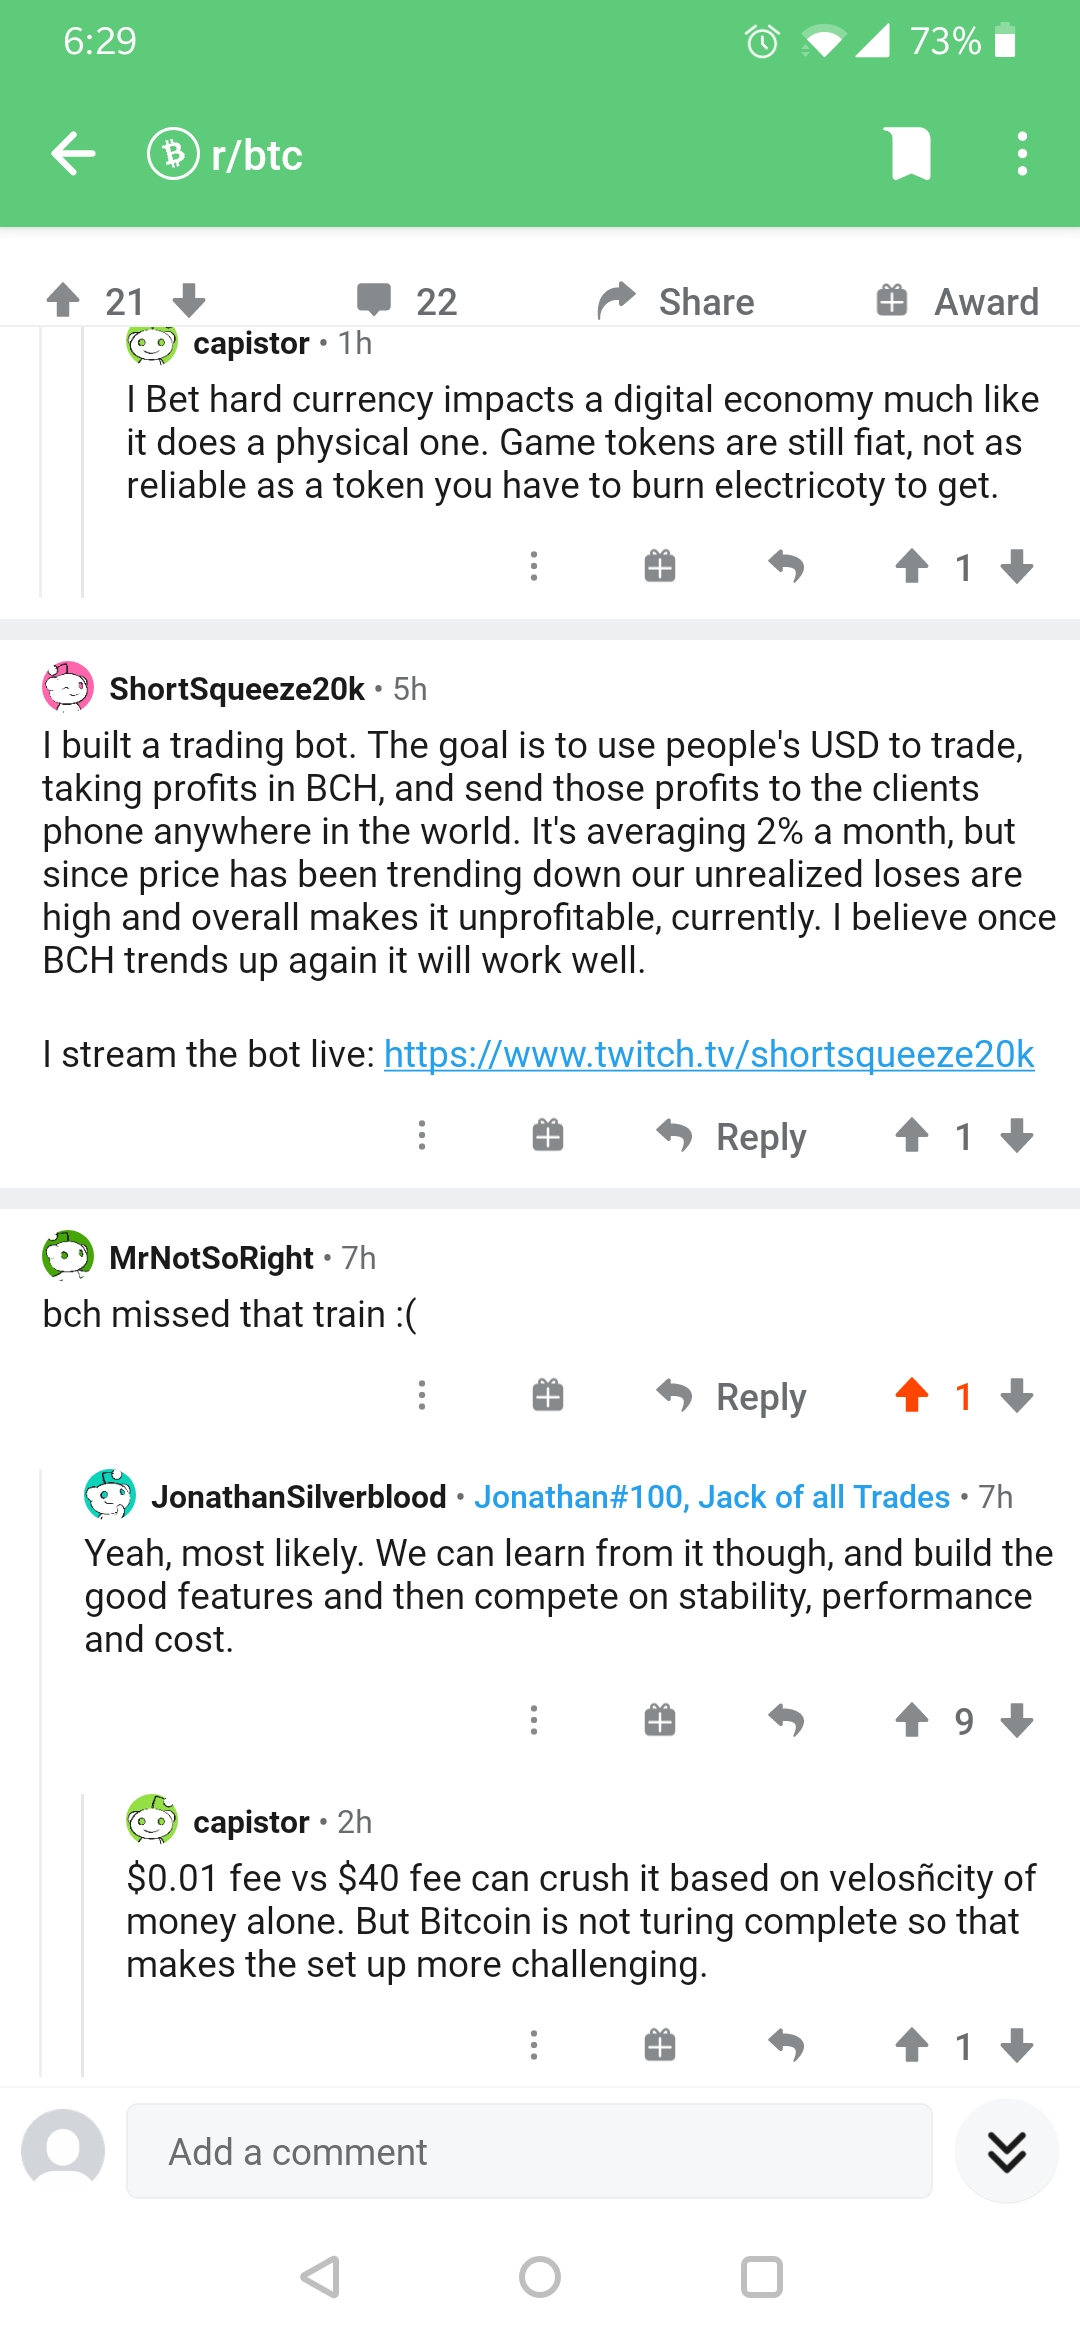 6:29
73%
r/btc
21
22
Share
Award
capistor • 1h
I Bet hard currency impacts a digital economy much like
it does a physical one. Game tokens are still fiat, not as
reliable as a token you have to burn electricoty to get.
1
ShortSqueeze20k • 5h
I built a trading bot. The goal is to use people's USD to trade,
taking profits in BCH, and send those profits to the clients
phone anywhere in the world. It's averaging 2% a month, but
since price has been trending down our unrealized loses are
high and overall makes it unprofitable, currently. I believe once
BCH trends up again it will work well.
I stream the bot live: https://www.twitch.tv/shortsqueeze20k
Reply
1
MrNotSoRight • 7h
bch missed that train :(
Reply
1
JonathanSilverblood • Jonathan#100, Jack of all Trades • 7h
Yeah, most likely. We can learn from it though, and build the
good features and then compete on stability, performance
and cost.
9
capistor • 2h
$0.01 fee vs $40 fee can crush it based on velosñcity of
money alone. But Bitcoin is not turing complete so that
makes the set up more challenging.
1
Add a comment